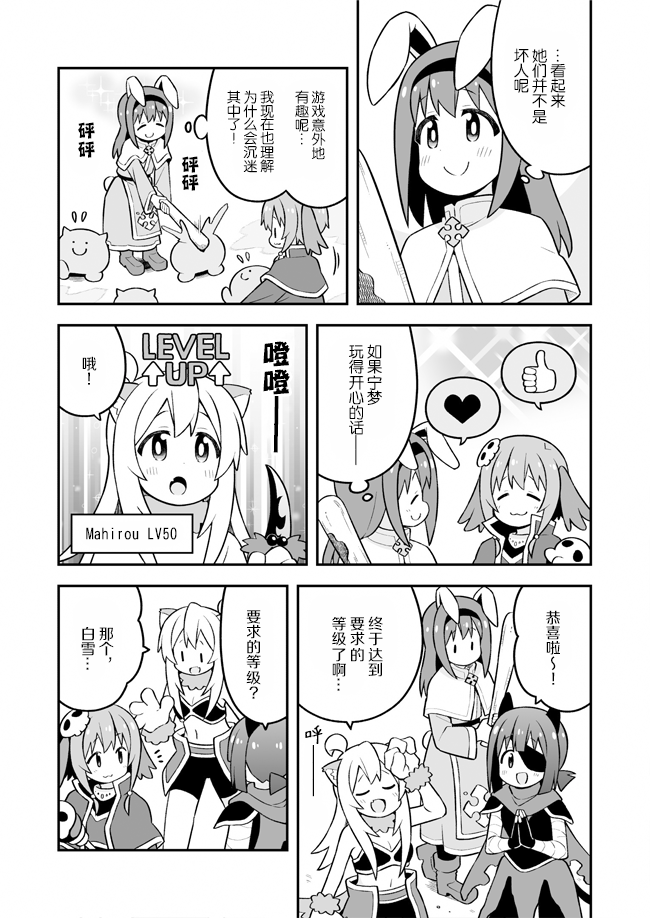 …看起来
她们并不是
坏人呢
游戏意外地
有趣呢…
我现在也理解
为什么会沉迷
其中了！
砰砰
砰砰
如果宁梦
玩得开心的话——
LEVEL
UP
噔噔——
哦！
Mahirou LV50
恭喜啦～！
终于达到
要求的
等级了啊…
呼
要求的等级？
那个，
白雪…